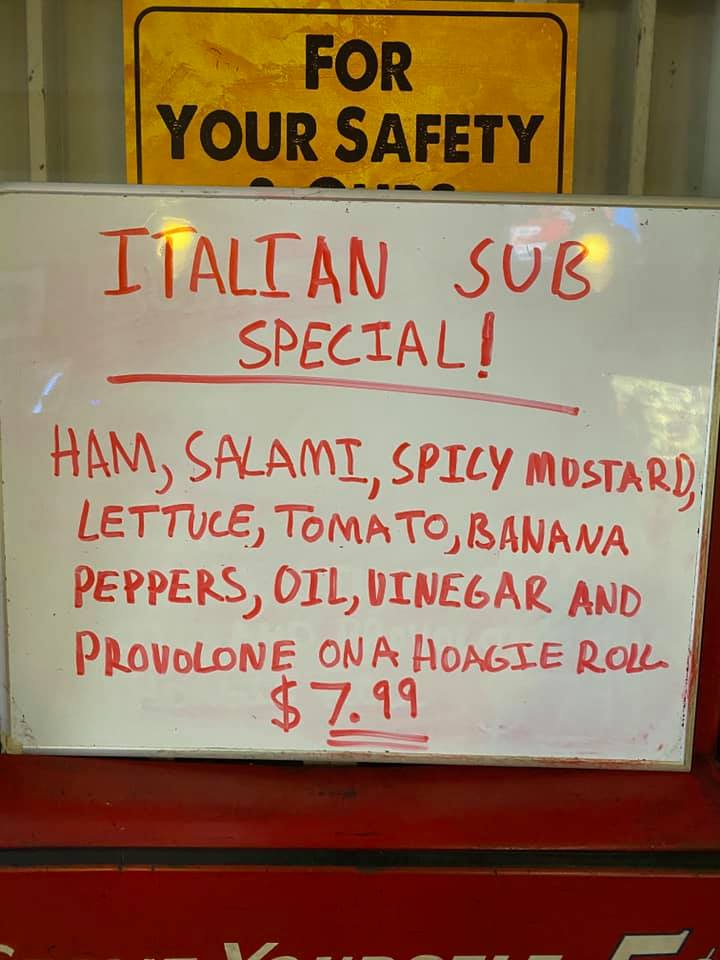 FOR
YOUR SAFETY
ITALIAN SUB
SPECIAL!
HAM, SALAMI, SPICY MUSTARD,
LETTUCE, TOMATO, BANANA
PEPPERS, OIL, VINEGAR AND
PROVOLONE ON A HOAGIE ROLL
$7.99